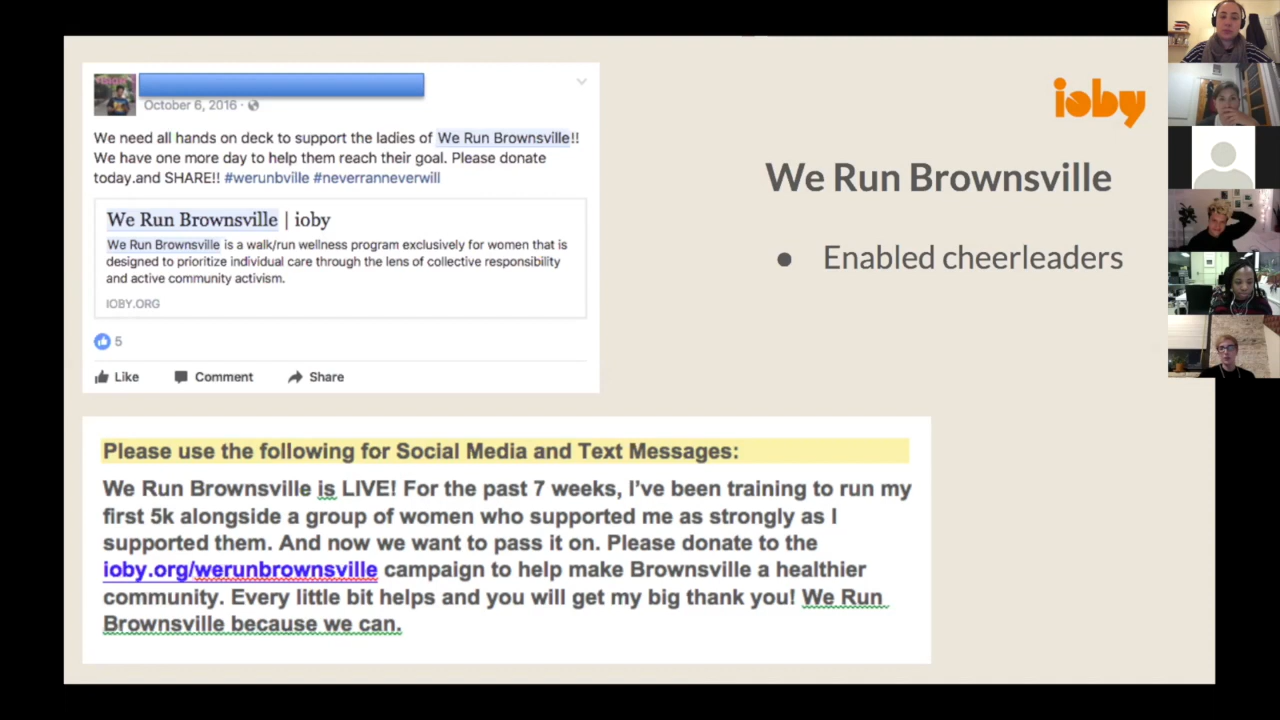 October 6, 2016 ·
We need all hands on deck to support the ladies of We Run Brownsville!!
We have one more day to help them reach their goal. Please donate
today.and SHARE!! #werunbville #neverranneverwill
We Run Brownsville | ioby
We Run Brownsville is a walk/run wellness program exclusively for women that is
designed to prioritize individual care through the lens of collective responsibility
and active community activism.
IOBY.ORG
5
Like Comment Share
ioby
We Run Brownsville
● Enabled cheerleaders
Please use the following for Social Media and Text Messages:
We Run Brownsville is LIVE! For the past 7 weeks, I've been training to run my
first 5k alongside a group of women who supported me as strongly as I
supported them. And now we want to pass it on. Please donate to the
ioby.org/werunbrownsville campaign to help make Brownsville a healthier
community. Every little bit helps and you will get my big thank you! We Run
Brownsville because we can.